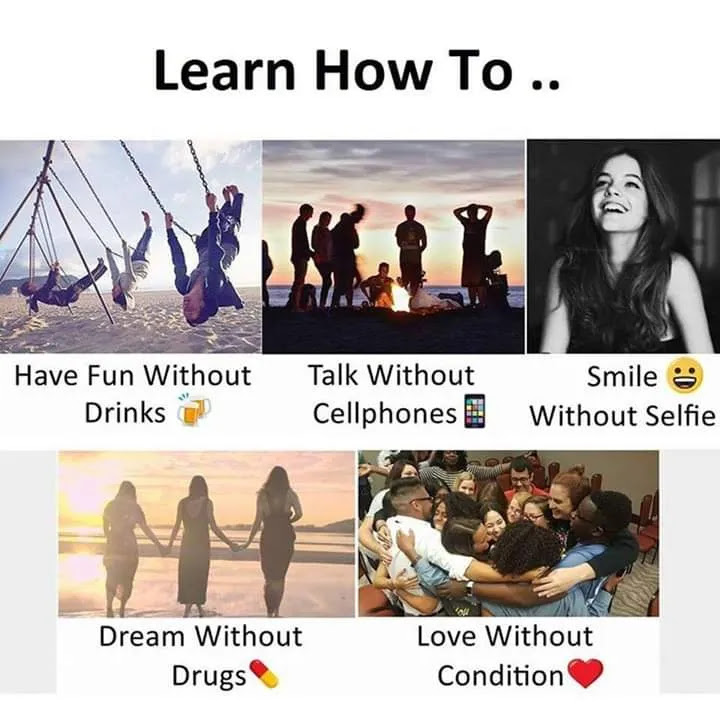 Learn How To ..
Have Fun Without
Drinks 🍻
Talk Without
Cellphones📱
Smile 😀
Without Selfie
Dream Without
Drugs💊
Love Without
Condition❤️